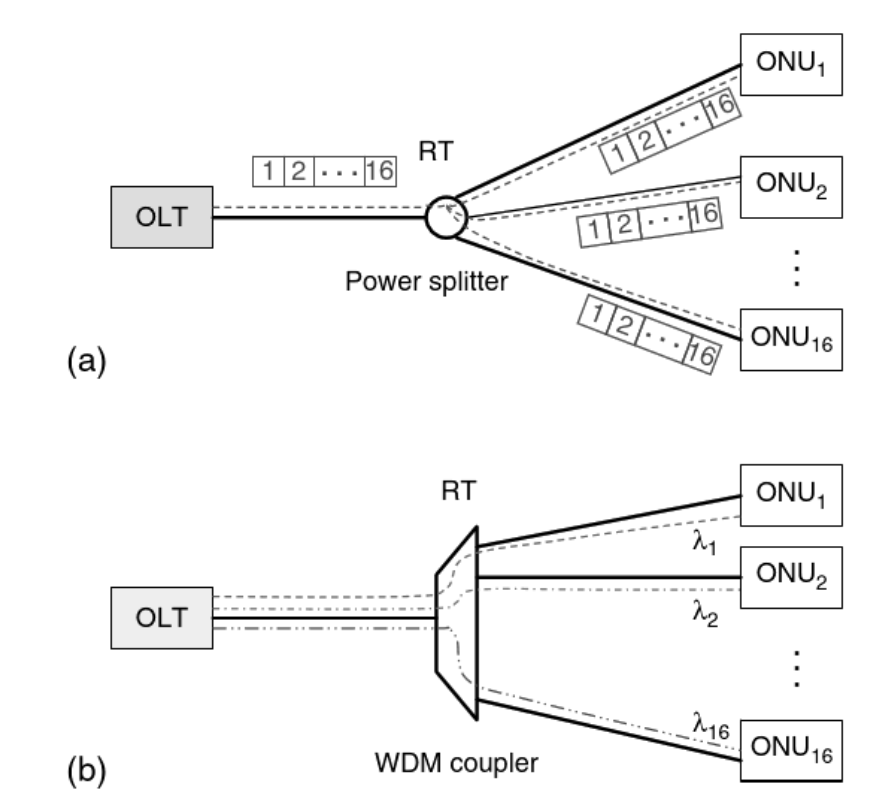 ONU₁
1 2 ··· 16
RT
1 2 ··· 16
OLT
ONU₂
1 2 ··· 16
Power splitter
ONU₁₆
1 2 ··· 16
(a)
RT
ONU₁
λ₁
ONU₂
OLT
λ₂
λ₁₆
ONU₁₆
WDM coupler
(b)